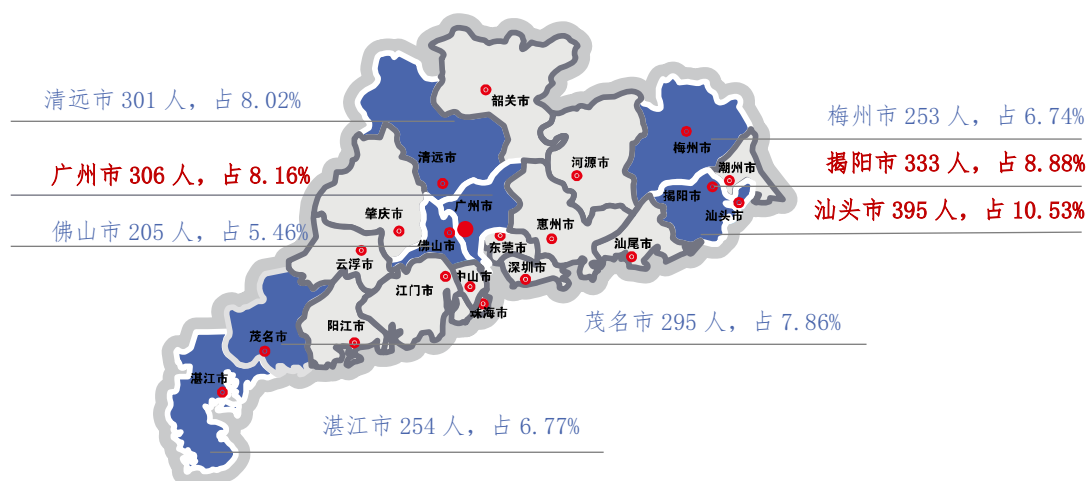 韶关市
清远市 301 人，占 8.02%
梅州市 253 人，占 6.74%
梅州市
清远市
河源市
潮州市
揭阳市 333 人，占 8.88%
广州市 306 人，占 8.16%
揭阳市
广州市
肇庆市
汕头市
汕头市 395 人，占 10.53%
惠州市
佛山市 205 人，占 5.46%
佛山市
东莞市
汕尾市
云浮市
深圳市
中山市
江门市
珠海市
阳江市
茂名市 295 人，占 7.86%
茂名市
湛江市
湛江市 254 人，占 6.77%